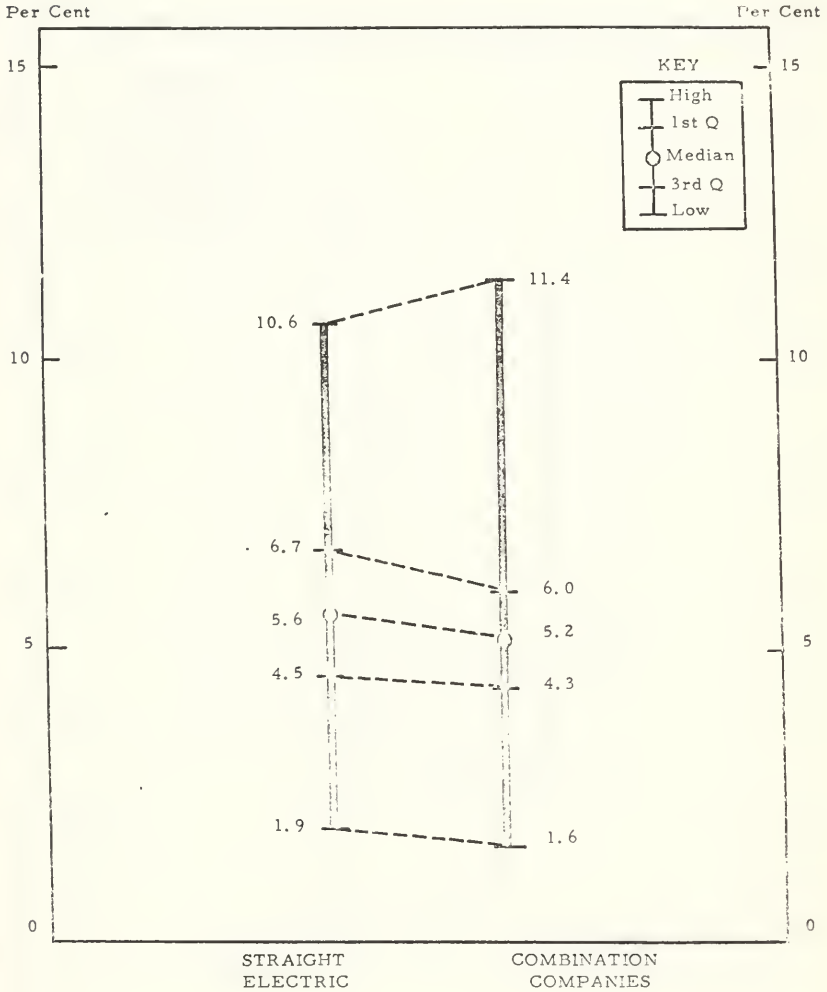 Per Cent Per Cent
15 15
KEY
High
1st Q
Median
3rd Q
Low
11.4
10.6
10 10
6.7
6.0
5.6
5.2
5 5
4.5
4.3
1.9
1.6
0 0
STRAIGHT COMBINATION
ELECTRIC COMPANIES